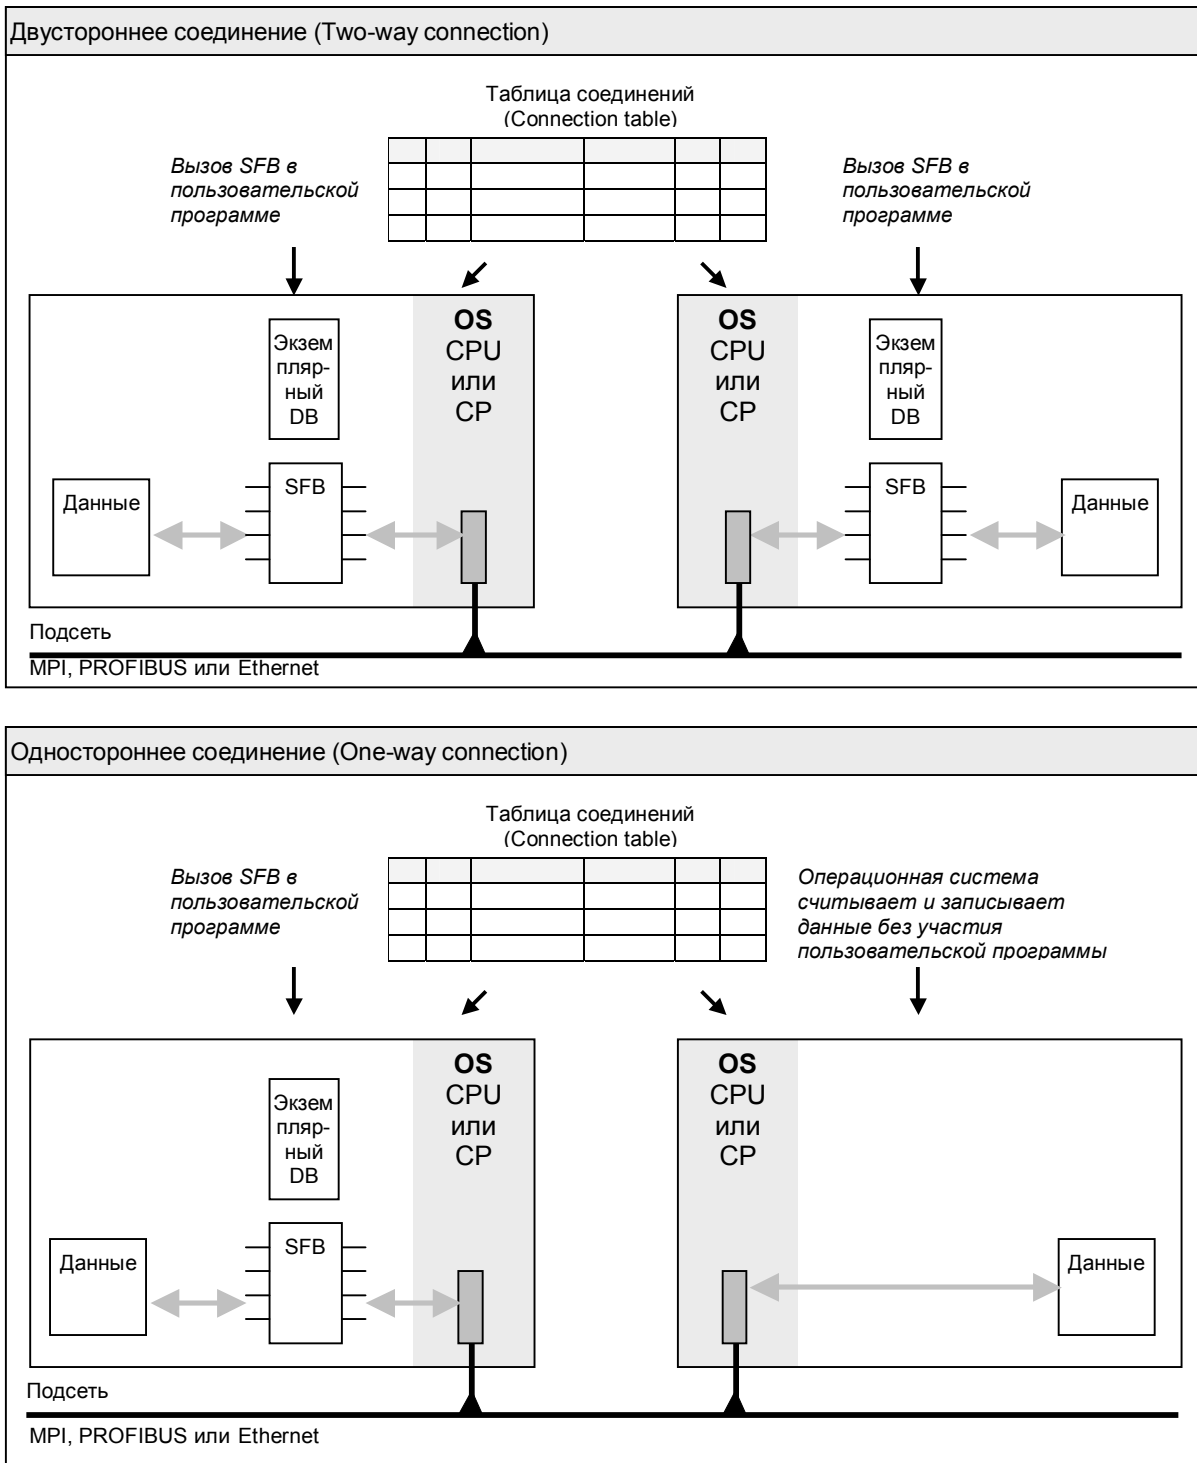 Двустороннее соединение (Two-way connection)
Таблица соединений
(Connection table)
Вызов SFB в
пользовательской
программе
Вызов SFB в
пользовательской
программе
OS
CPU
или
CP
OS
CPU
или
CP
Экзем
пляр-
ный
DB
Экзем
пляр-
ный
DB
Данные
SFB
SFB
Данные
Подсеть
MPI, PROFIBUS или Ethernet
Одностороннее соединение (One-way connection)
Таблица соединений
(Connection table)
Вызов SFB в
пользовательской
программе
Операционная система
считывает и записывает
данные без участия
пользовательской программы
OS
CPU
или
CP
OS
CPU
или
CP
Экзем
пляр-
ный
DB
Данные
SFB
Данные
Подсеть
MPI, PROFIBUS или Ethernet